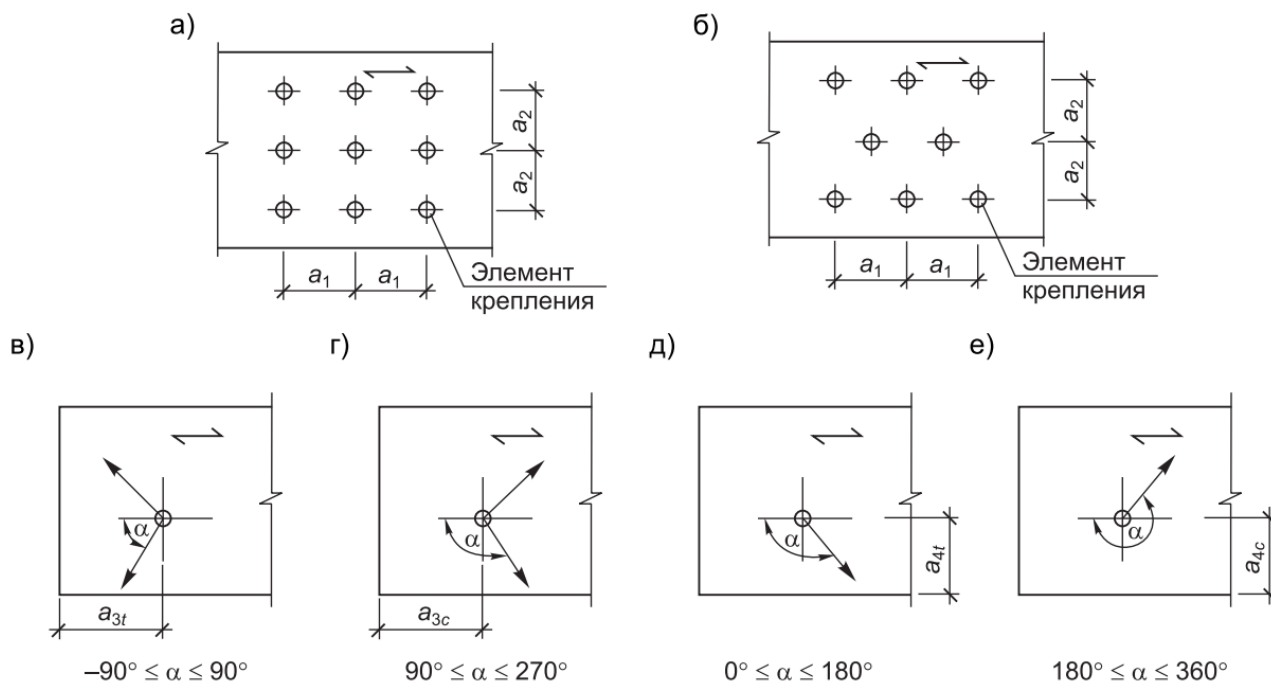 а)
a2
a2
a1
a1
Элемент
крепления
б)
a2
a2
a1
a1
Элемент
крепления
в)
α
a3t
–90° ≤ α ≤ 90°
г)
α
a3c
90° ≤ α ≤ 270°
д)
α
a4t
0° ≤ α ≤ 180°
е)
α
a4c
180° ≤ α ≤ 360°